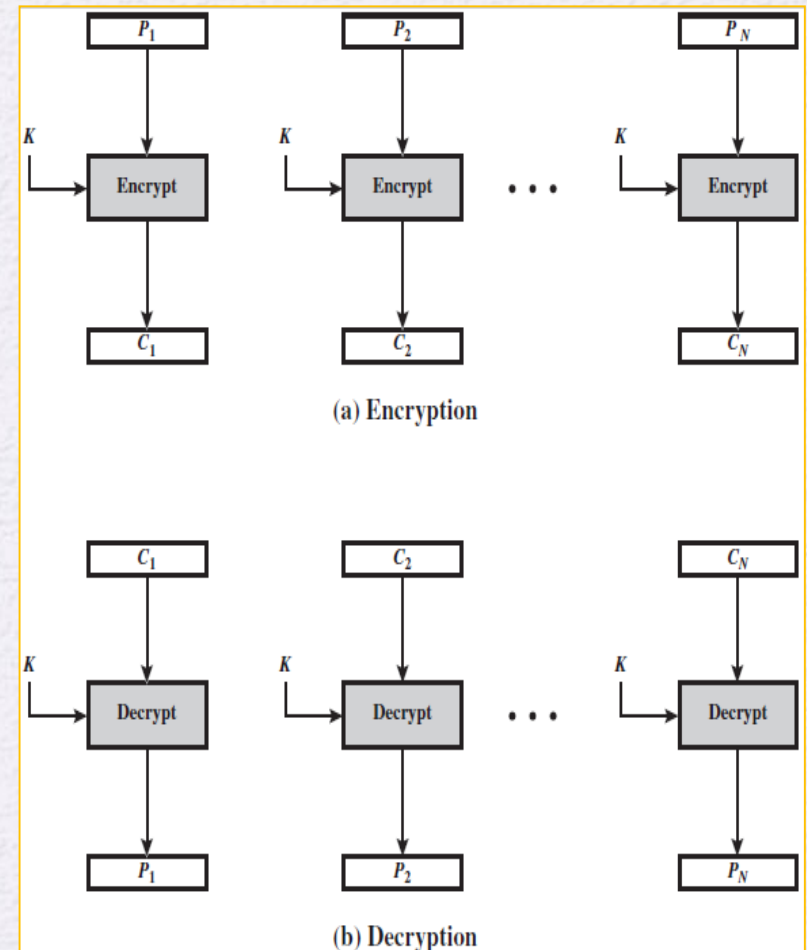 P1 P2 PN
K K K
Encrypt Encrypt • • • Encrypt
C1 C2 CN
(a) Encryption
C1 C2 CN
K K K
Decrypt Decrypt • • • Decrypt
P1 P2 PN
(b) Decryption